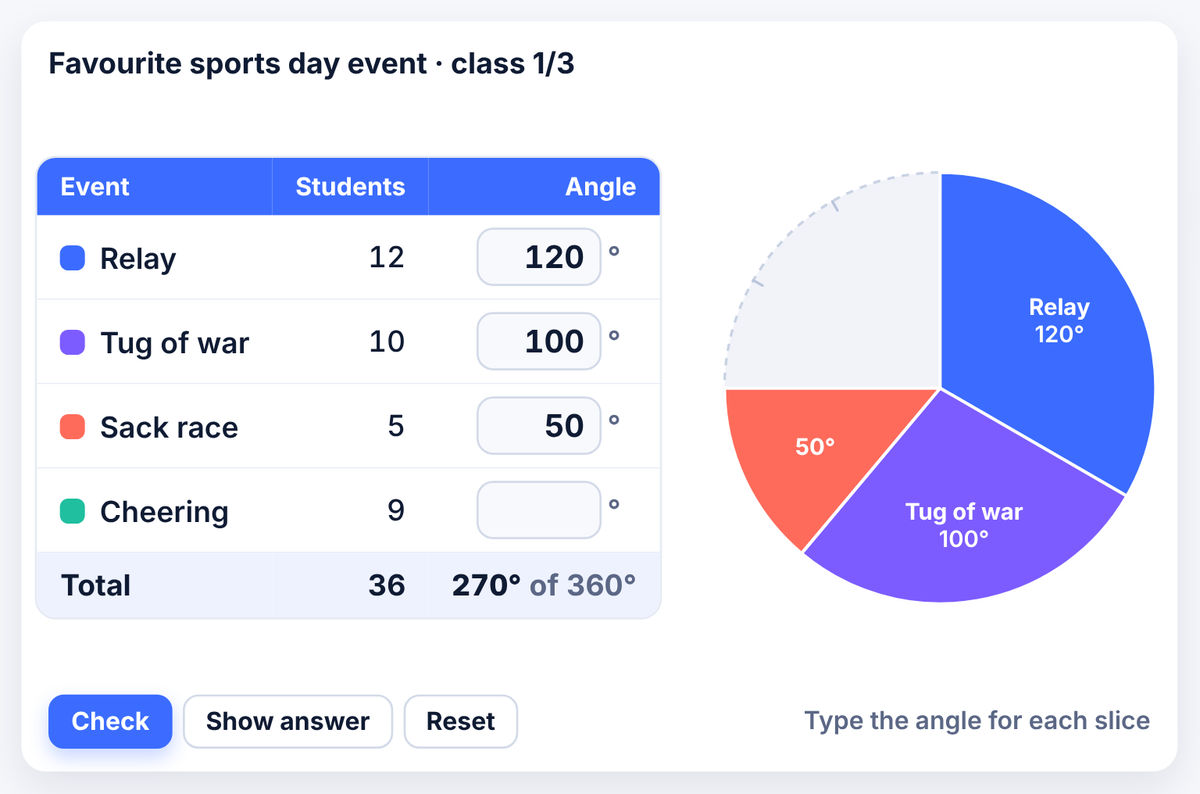 Favourite sports day event · class 1/3
Event Students Angle
Relay 12 120 °
Tug of war 10 100 °
Sack race 5 50 °
Cheering 9 °
Total 36 270° of 360°
Relay
120°
50°
Tug of war
100°
Check Show answer Reset Type the angle for each slice